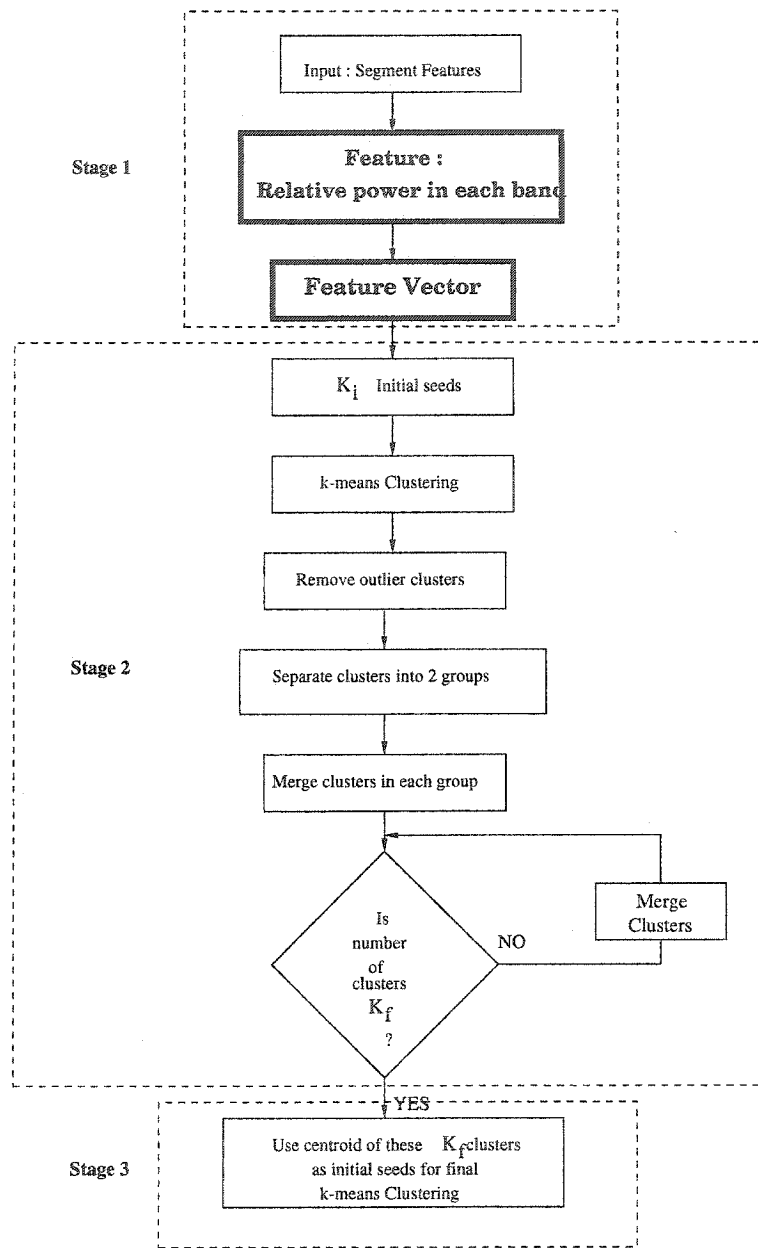 Input : Segment Features
Stage 1
Feature :
Relative power in each band
Feature Vector
Ki Initial seeds
k-means Clustering
Remove outlier clusters
Stage 2
Separate clusters into 2 groups
Merge clusters in each group
Is
number
of
clusters
Kf
?
NO
Merge
Clusters
YES
Stage 3
Use centroid of these Kf clusters
as initial seeds for final
k-means Clustering